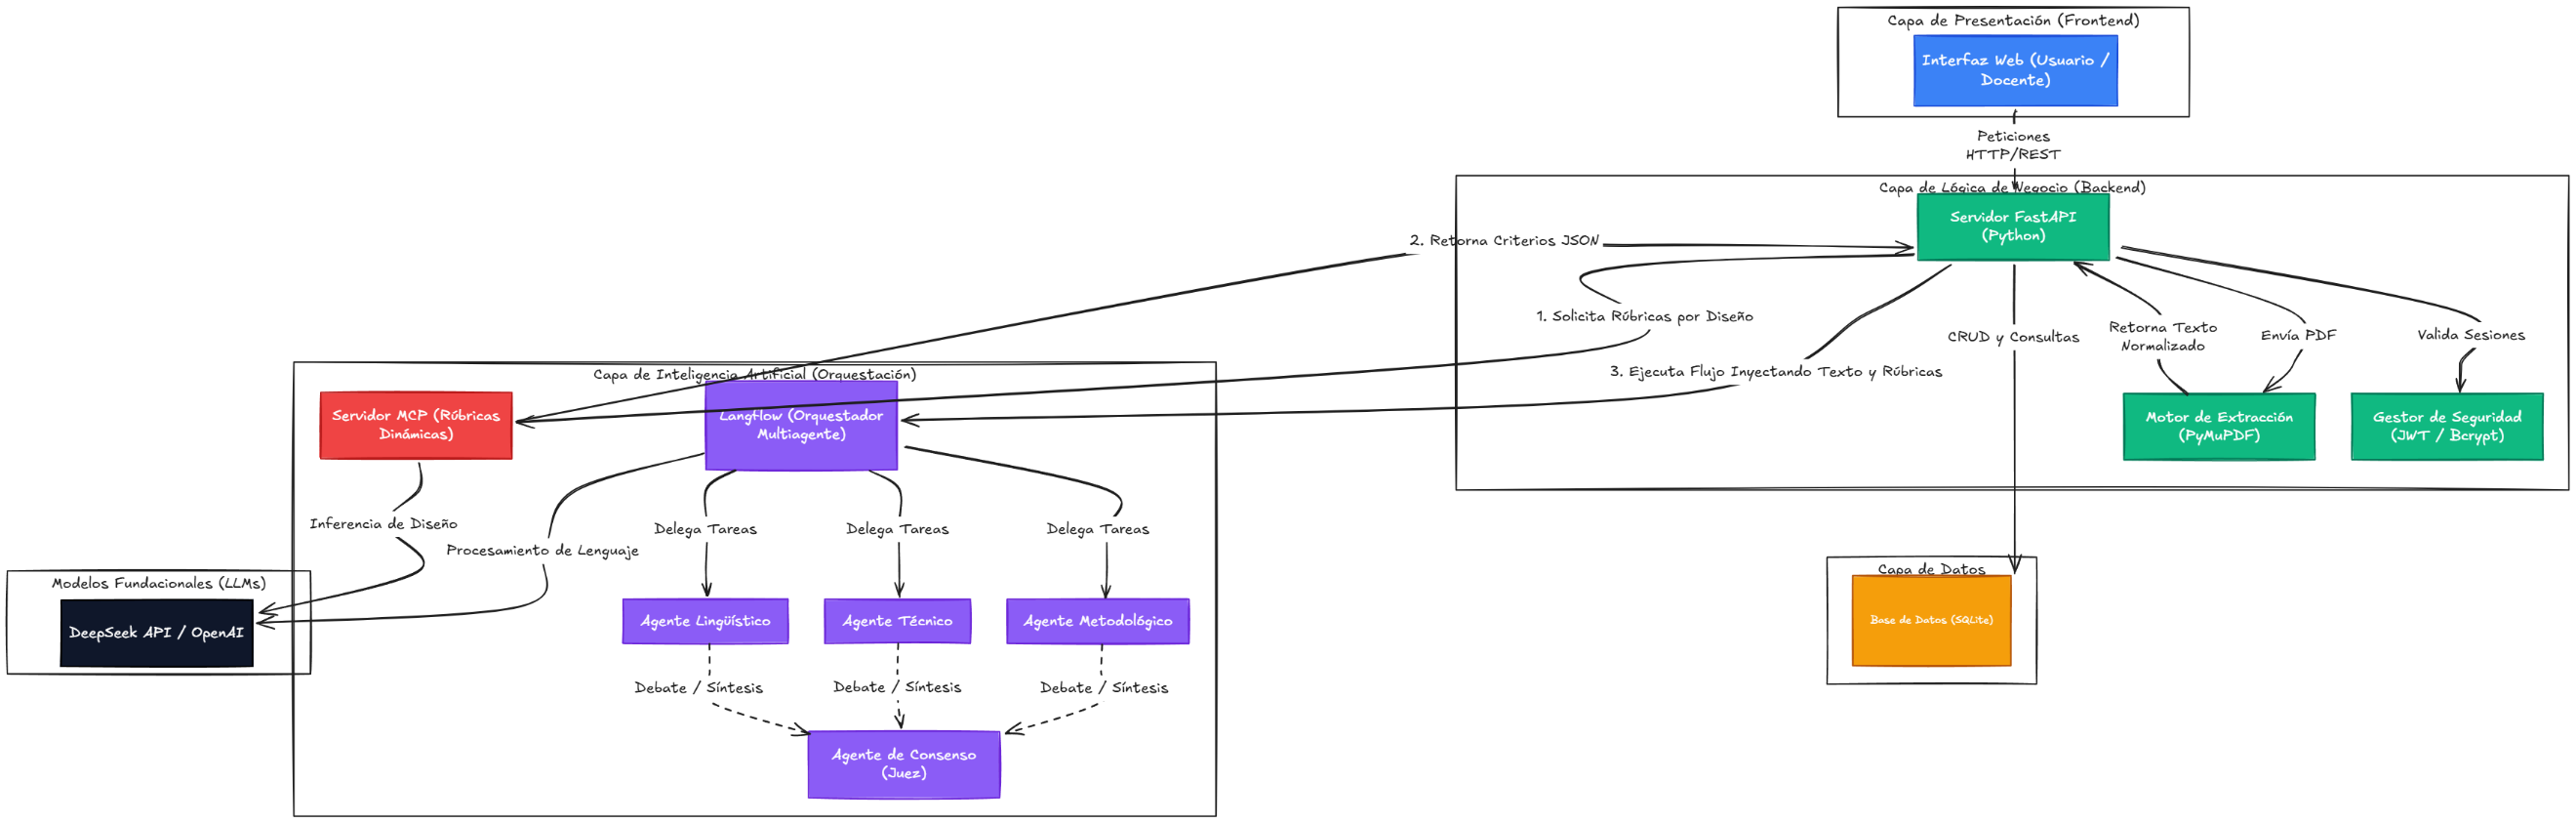 Capa de Presentación (Frontend)
Interfaz Web (Usuario /
Docente)
Peticiones
HTTP/REST
Capa de Lógica de Negocio (Backend)
Servidor FastAPI
(Python)
2. Retorna Criterios JSON
1. Solicita Rúbricas por Diseño
3. Ejecuta Flujo Inyectando Texto y Rúbricas
CRUD y Consultas
Retorna Texto
Normalizado
Envía PDF
Valida Sesiones
Motor de Extracción
(PyMuPDF)
Gestor de Seguridad
(JWT / Bcrypt)
Capa de Inteligencia Artificial (Orquestación)
Servidor MCP (Rúbricas
Dinámicas)
Langflow (Orquestador
Multiagente)
Inferencia de Diseño
Procesamiento de Lenguaje
Delega Tareas
Delega Tareas
Delega Tareas
Modelos Fundacionales (LLMs)
DeepSeek API / OpenAI
Agente Lingüístico
Agente Técnico
Agente Metodológico
Debate / Síntesis
Debate / Síntesis
Debate / Síntesis
Agente de Consenso
(Juez)
Capa de Datos
Base de Datos (SQLite)